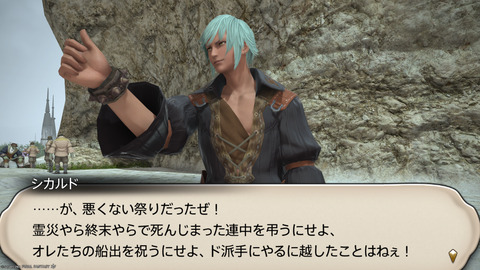 シカルド
……が、悪くない祭りだったぜ！
霊災やら終末やらで死んじまった連中を弔うにせよ、
オレたちの船出を祝うにせよ、ド派手にやるに越したことはねぇ！